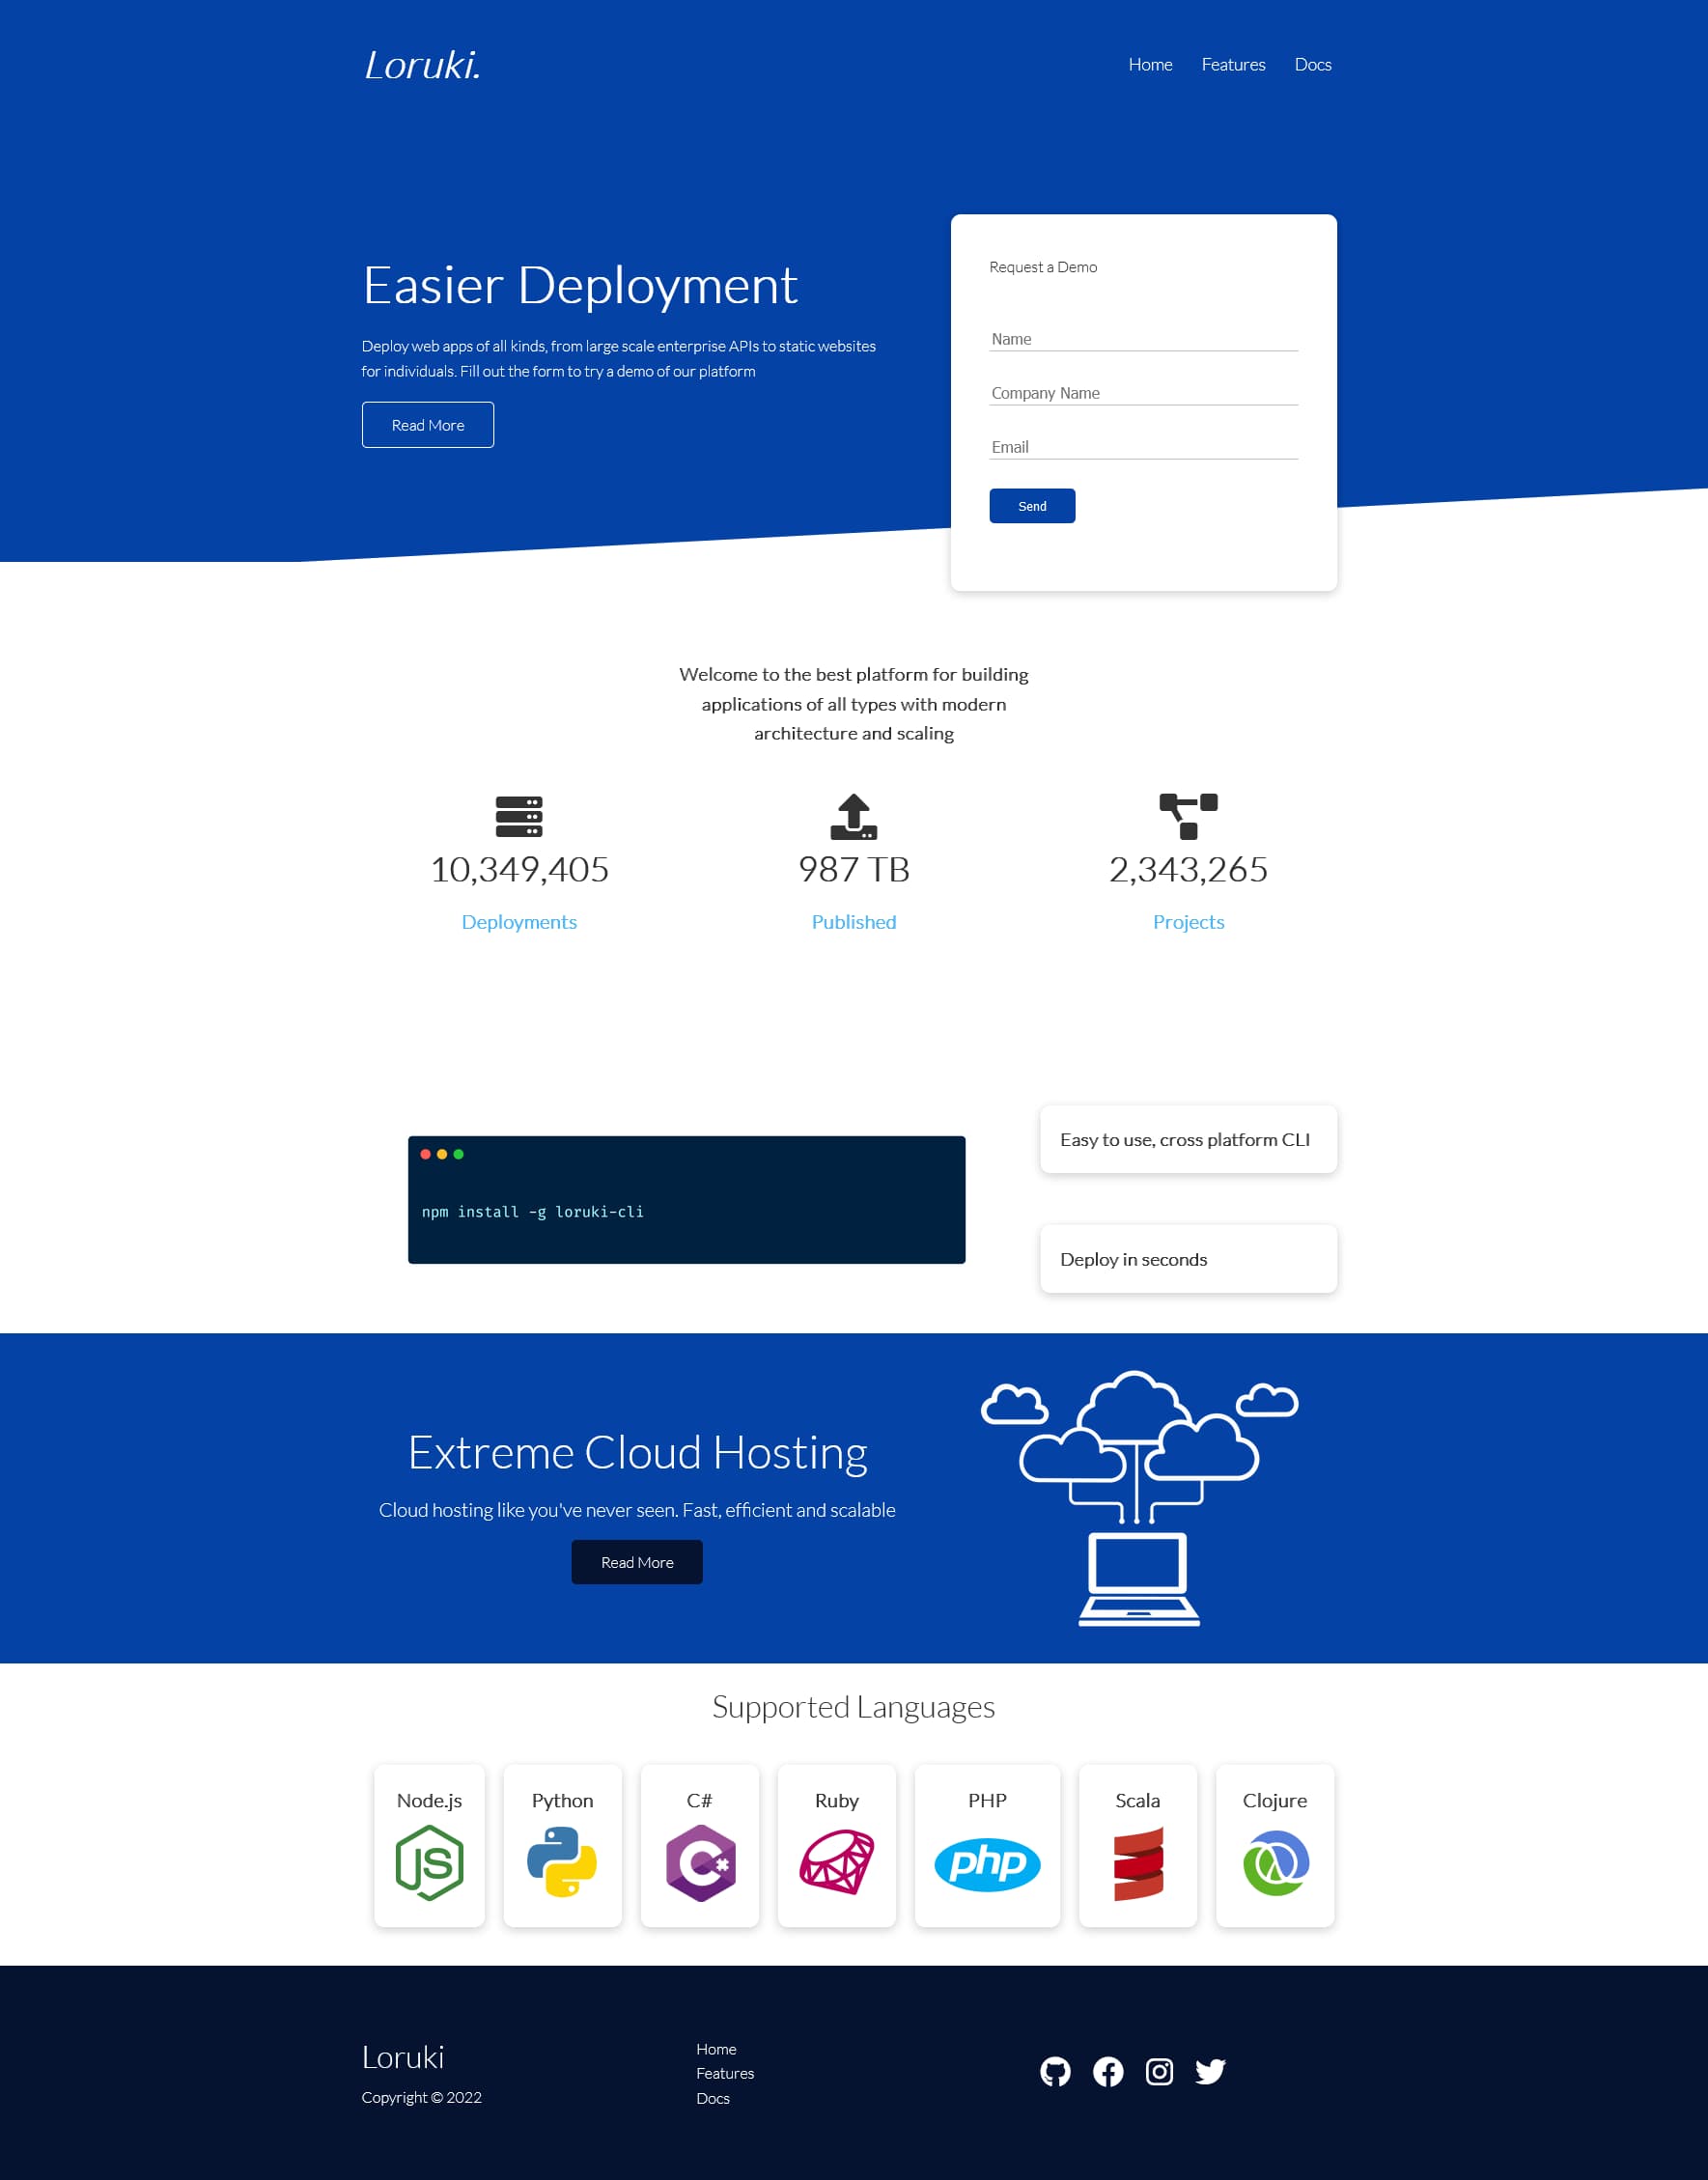 Loruki.
Home
Features
Docs
Easier Deployment
Deploy web apps of all kinds, from large scale enterprise APIs to static websites
for individuals. Fill out the form to try a demo of our platform
Read More
Request a Demo
Name
Company Name
Email
Send
Welcome to the best platform for building
applications of all types with modern
architecture and scaling
10,349,405
Deployments
987 TB
Published
2,343,265
Projects
npm install -g loruki-cli
Easy to use, cross platform CLI
Deploy in seconds
Extreme Cloud Hosting
Cloud hosting like you've never seen. Fast, efficient and scalable
Read More
Supported Languages
Node.js
JS
Python
C#
C#
Ruby
PHP
php
Scala
Clojure
Loruki
Copyright © 2022
Home
Features
Docs